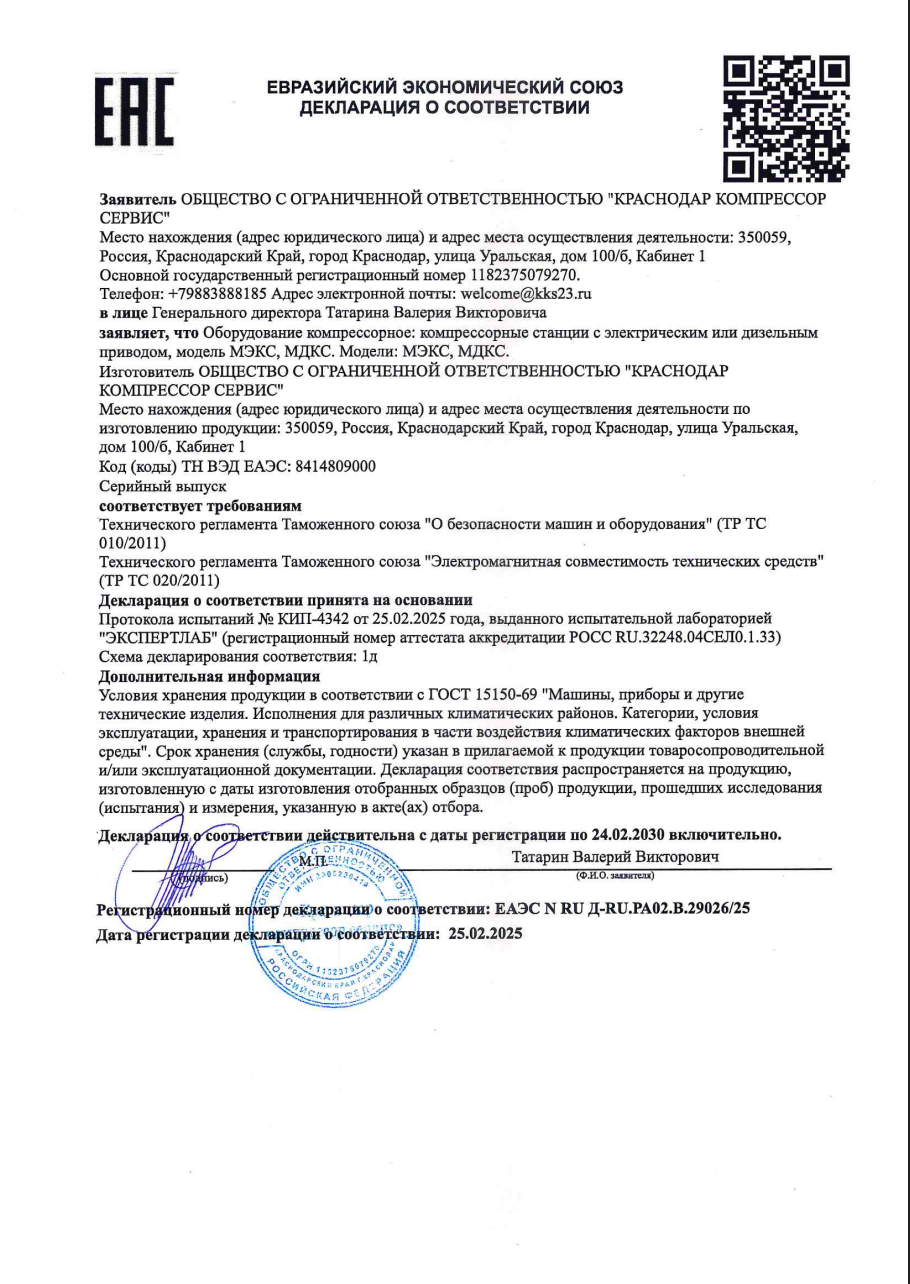 ЕАС
ЕВРАЗИЙСКИЙ ЭКОНОМИЧЕСКИЙ СОЮЗ
ДЕКЛАРАЦИЯ О СООТВЕТСТВИИ
Заявитель ОБЩЕСТВО С ОГРАНИЧЕННОЙ ОТВЕТСТВЕННОСТЬЮ "КРАСНОДАР КОМПРЕССОР
СЕРВИС"
Место нахождения (адрес юридического лица) и адрес места осуществления деятельности: 350059,
Россия, Краснодарский Край, город Краснодар, улица Уральская, дом 100/б, Кабинет 1
Основной государственный регистрационный номер 1182375079270.
Телефон: +79883888185 Адрес электронной почты: welcome@kks23.ru
в лице Генерального директора Татарина Валерия Викторовича
заявляет, что Оборудование компрессорное: компрессорные станции с электрическим или дизельным
приводом, модель МЭКС, МДКС. Модели: МЭКС, МДКС.
Изготовитель ОБЩЕСТВО С ОГРАНИЧЕННОЙ ОТВЕТСТВЕННОСТЬЮ "КРАСНОДАР
КОМПРЕССОР СЕРВИС"
Место нахождения (адрес юридического лица) и адрес места осуществления деятельности по
изготовлению продукции: 350059, Россия, Краснодарский Край, город Краснодар, улица Уральская,
дом 100/б, Кабинет 1
Код (коды) ТН ВЭД ЕАЭС: 8414809000
Серийный выпуск
соответствует требованиям
Технического регламента Таможенного союза "О безопасности машин и оборудования" (ТР ТС
010/2011)
Технического регламента Таможенного союза "Электромагнитная совместимость технических средств"
(ТР ТС 020/2011)
Декларация о соответствии принята на основании
Протокола испытаний № КИП-4342 от 25.02.2025 года, выданного испытательной лабораторией
"ЭКСПЕРТЛАБ" (регистрационный номер аттестата аккредитации РОСС RU.32248.04СЕЛ0.1.33)
Схема декларирования соответствия: 1д
Дополнительная информация
Условия хранения продукции в соответствии с ГОСТ 15150-69 "Машины, приборы и другие
технические изделия. Исполнения для различных климатических районов. Категории, условия
эксплуатации, хранения и транспортирования в части воздействия климатических факторов внешней
среды". Срок хранения (службы, годности) указан в прилагаемой к продукции товаросопроводительной
и/или эксплуатационной документации. Декларация соответствия распространяется на продукцию,
изготовленную с даты изготовления отобранных образцов (проб) продукции, прошедших исследования
(испытания) и измерения, указанную в акте(ах) отбора.
Декларация о соответствии действительна с даты регистрации по 24.02.2030 включительно.
М.П.
Татарин Валерий Викторович
(подпись)
(Ф.И.О. заявителя)
Регистрационный номер декларации о соответствии: ЕАЭС N RU Д-RU.РА02.В.29026/25
Дата регистрации декларации о соответствии: 25.02.2025
ОБЩЕСТВО С ОГРАНИЧЕННОЙ
ОТВЕТСТВЕННОСТЬЮ
ОГРН 1182375079270
КРАСНОДАРСКИЙ КРАЙ Г.КРАСНОДАР
РОССИЙСКАЯ ФЕДЕРАЦИЯ